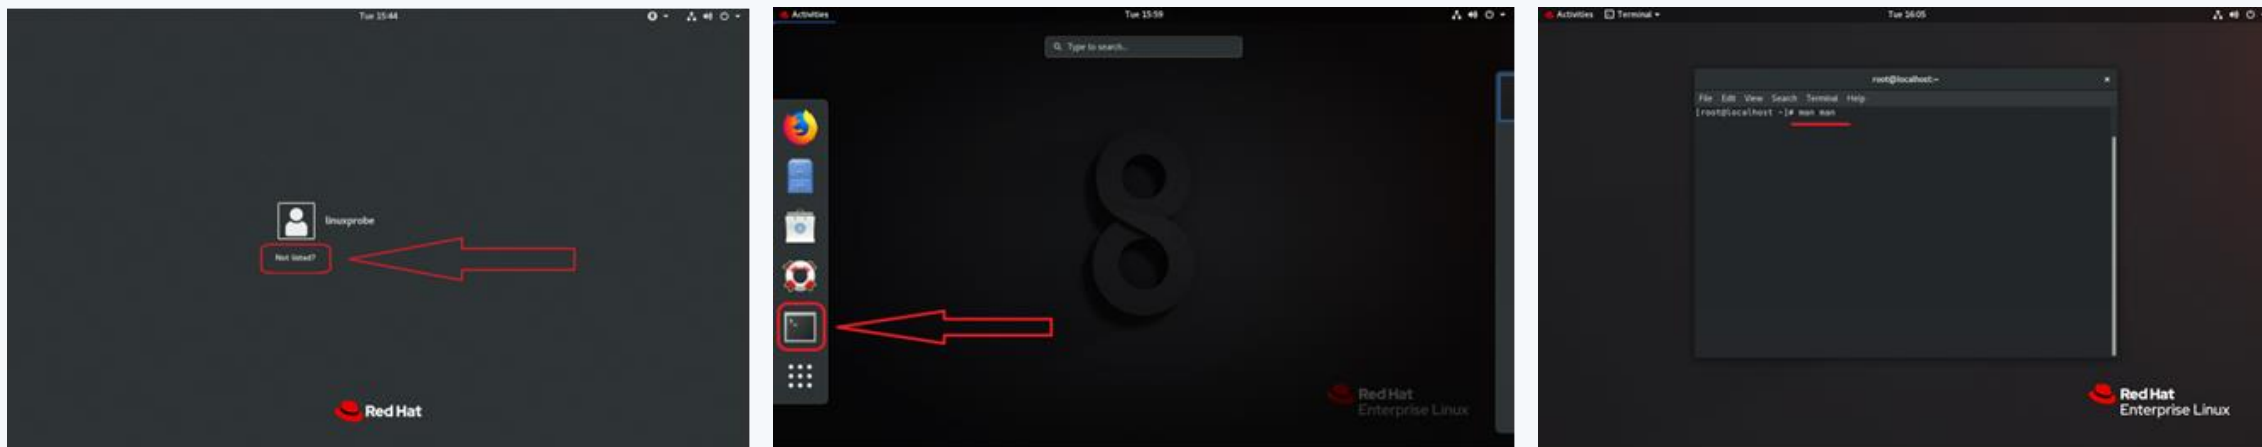 Tue 15:44
linuxprobe
Not listed?
Red Hat
Activities
Tue 15:59
Type to search...
8
Red Hat
Enterprise Linux
Activities Terminal
Tue 16:05
root@localhost:~
File Edit View Search Terminal Help
[root@localhost ~]# man man
Red Hat
Enterprise Linux